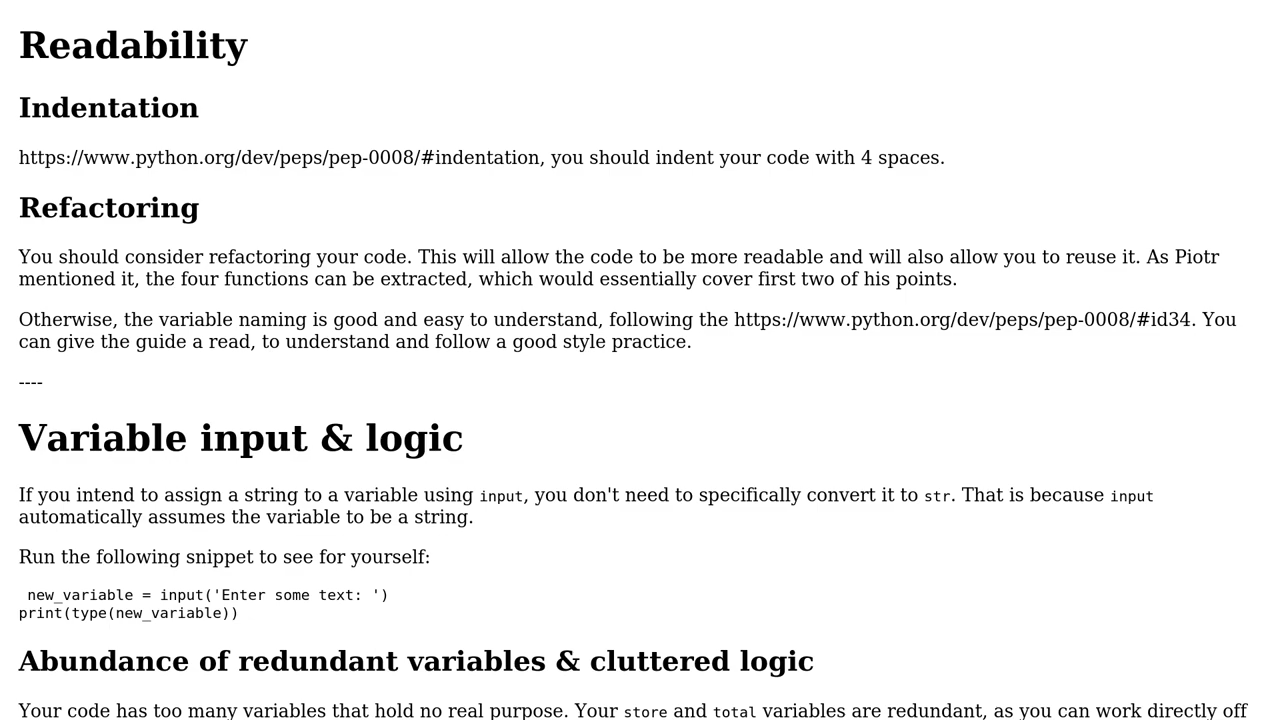 Readability
Indentation
https://www.python.org/dev/peps/pep-0008/#indentation, you should indent your code with 4 spaces.
Refactoring
You should consider refactoring your code. This will allow the code to be more readable and will also allow you to reuse it. As Piotr
mentioned it, the four functions can be extracted, which would essentially cover first two of his points.
Otherwise, the variable naming is good and easy to understand, following the https://www.python.org/dev/peps/pep-0008/#id34. You
can give the guide a read, to understand and follow a good style practice.
----
Variable input & logic
If you intend to assign a string to a variable using input, you don't need to specifically convert it to str. That is because input
automatically assumes the variable to be a string.
Run the following snippet to see for yourself:
new_variable = input('Enter some text: ')
print(type(new_variable))
Abundance of redundant variables & cluttered logic
Your code has too many variables that hold no real purpose. Your store and total variables are redundant, as you can work directly off